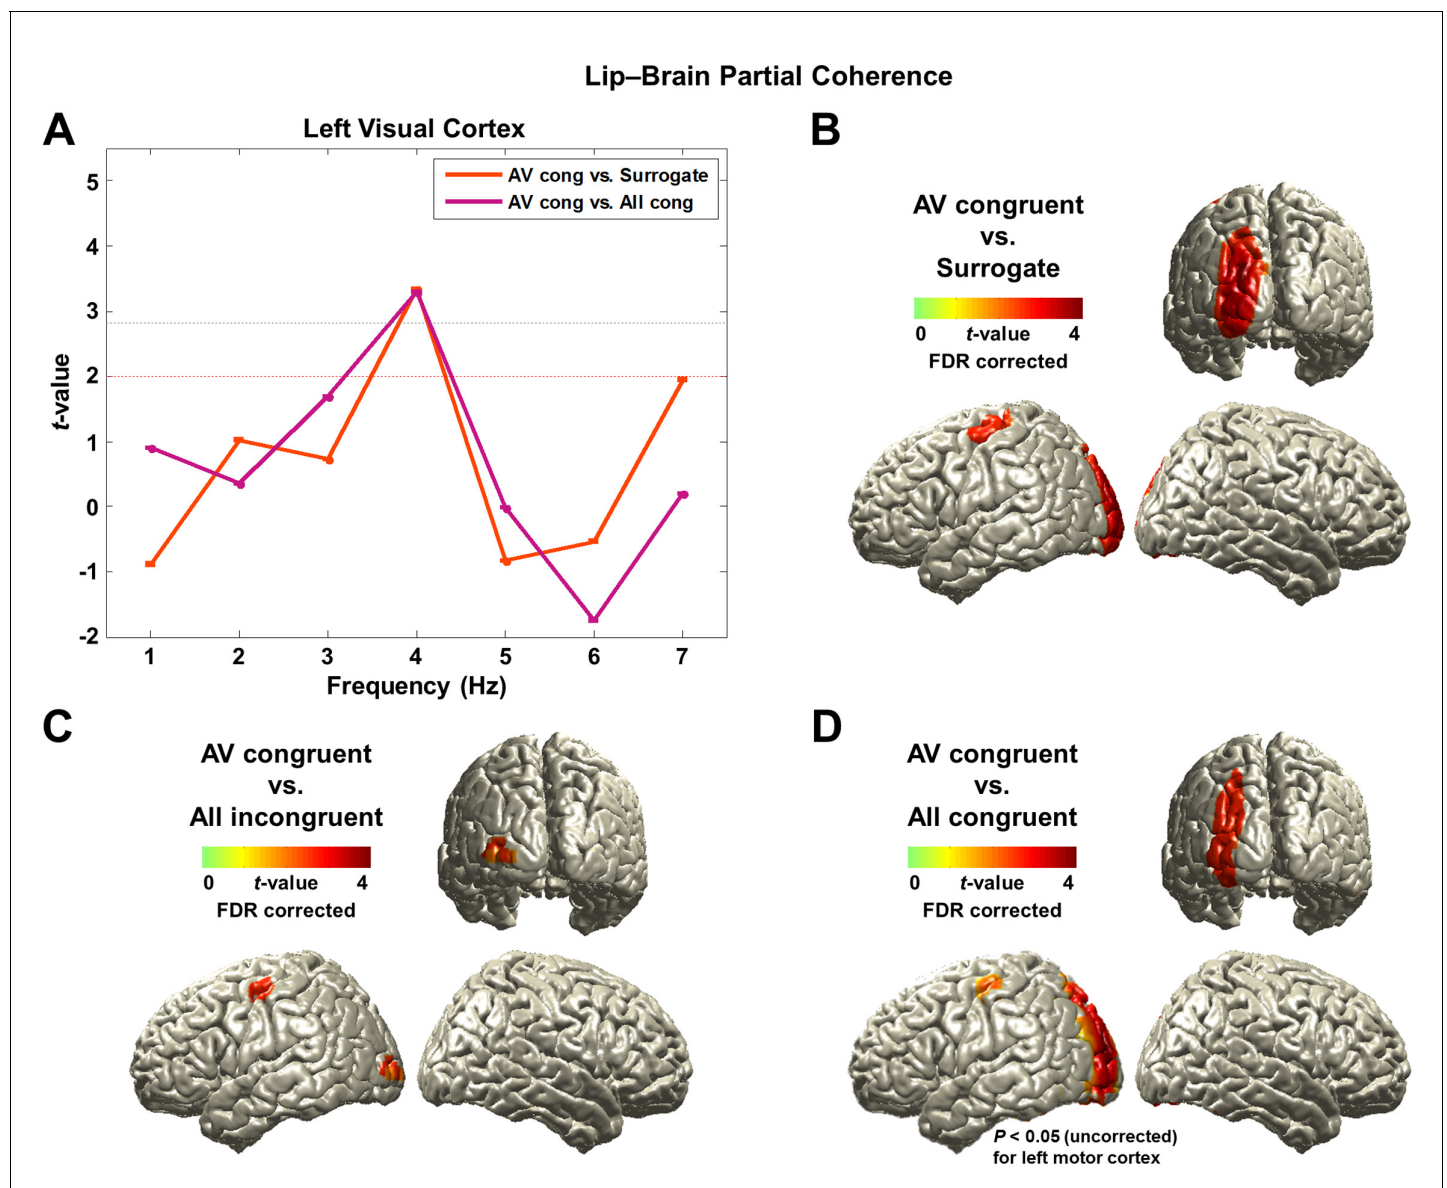 Lip–Brain Partial Coherence
A
Left Visual Cortex
AV cong vs. Surrogate
AV cong vs. All cong
5
4
3
2
1
0
-1
-2
t-value
1 2 3 4 5 6 7
Frequency (Hz)
B
AV congruent
vs.
Surrogate
0 t-value 4
FDR corrected
C
AV congruent
vs.
All incongruent
0 t-value 4
FDR corrected
D
AV congruent
vs.
All congruent
0 t-value 4
FDR corrected
P < 0.05 (uncorrected)
for left motor cortex